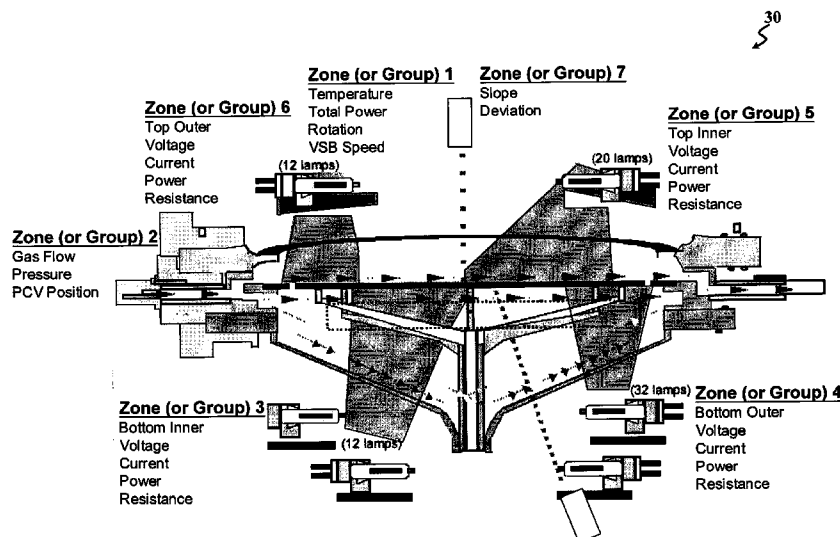 30
Zone (or Group) 1
Temperature
Total Power
Rotation
VSB Speed
Zone (or Group) 7
Slope
Deviation
Zone (or Group) 6
Top Outer
Voltage
Current
Power
Resistance
(12 lamps)
(20 lamps)
Zone (or Group) 5
Top Inner
Voltage
Current
Power
Resistance
Zone (or Group) 2
Gas Flow
Pressure
PCV Position
Zone (or Group) 3
Bottom Inner
Voltage
Current
Power
Resistance
(12 lamps)
(32 lamps)
Zone (or Group) 4
Bottom Outer
Voltage
Current
Power
Resistance